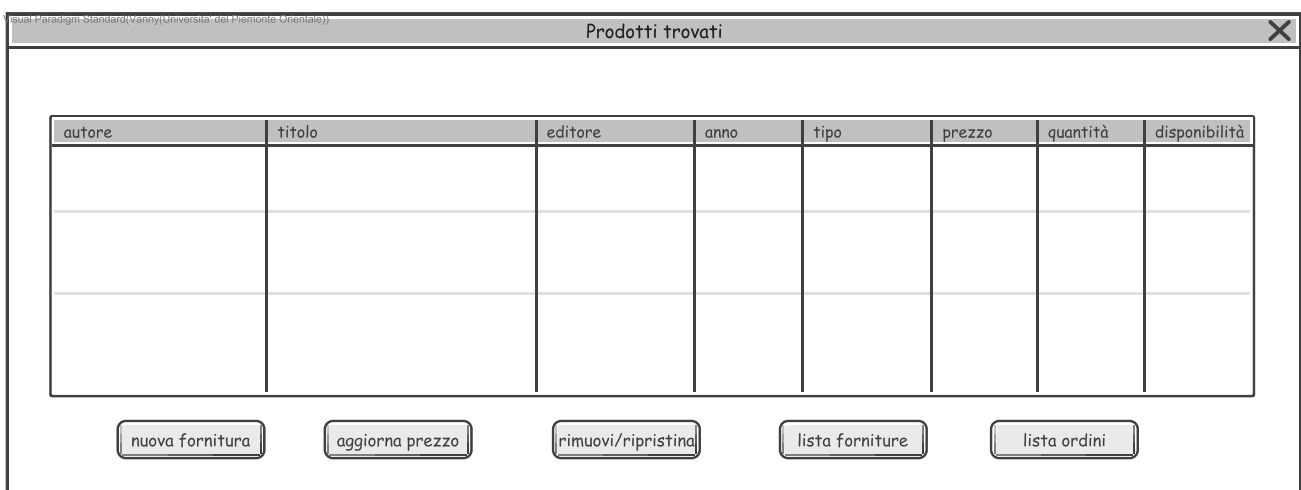 Visual Paradigm Standard(Vanny(Universita' del Piemonte Orientale))
Prodotti trovati
autore titolo editore anno tipo prezzo quantità disponibilità
nuova fornitura aggiorna prezzo rimuovi/ripristina lista forniture lista ordini